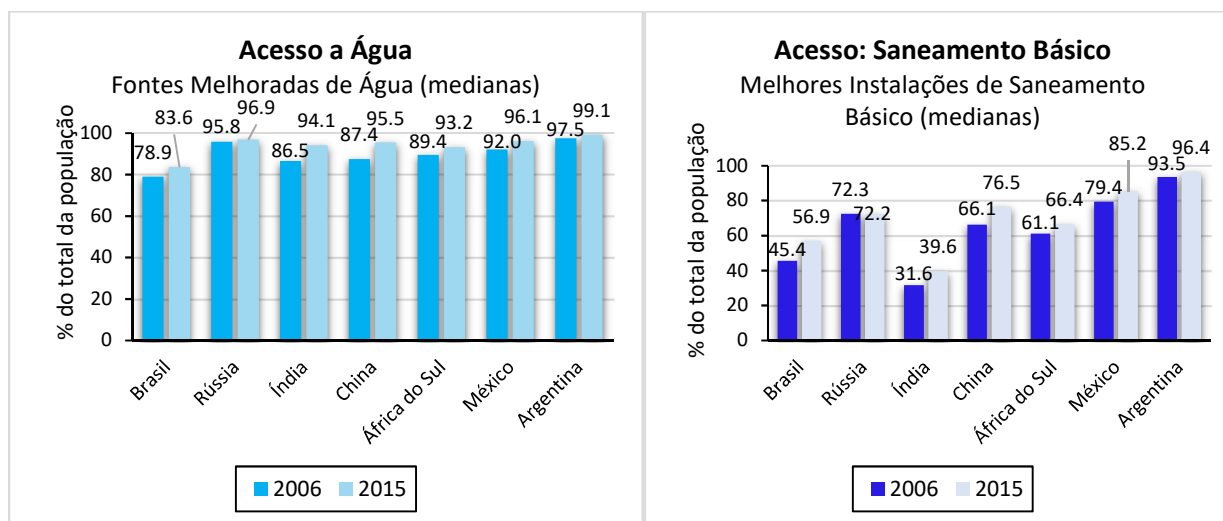 Acesso a Água
Fontes Melhoradas de Água (medianas)
% do total da população
100
80
60
40
20
0
78.9
83.6
95.8
96.9
86.5
94.1
87.4
95.5
89.4
93.2
92.0
96.1
97.5
99.1
Brasil
Rússia
Índia
China
África do Sul
México
Argentina
2006 2015
Acesso: Saneamento Básico
Melhores Instalações de Saneamento
Básico (medianas)
% do total da população
100
80
60
40
20
0
45.4
56.9
72.3
72.2
31.6
39.6
66.1
76.5
61.1
66.4
79.4
85.2
93.5
96.4
Brasil
Rússia
Índia
China
África do Sul
México
Argentina
2006 2015